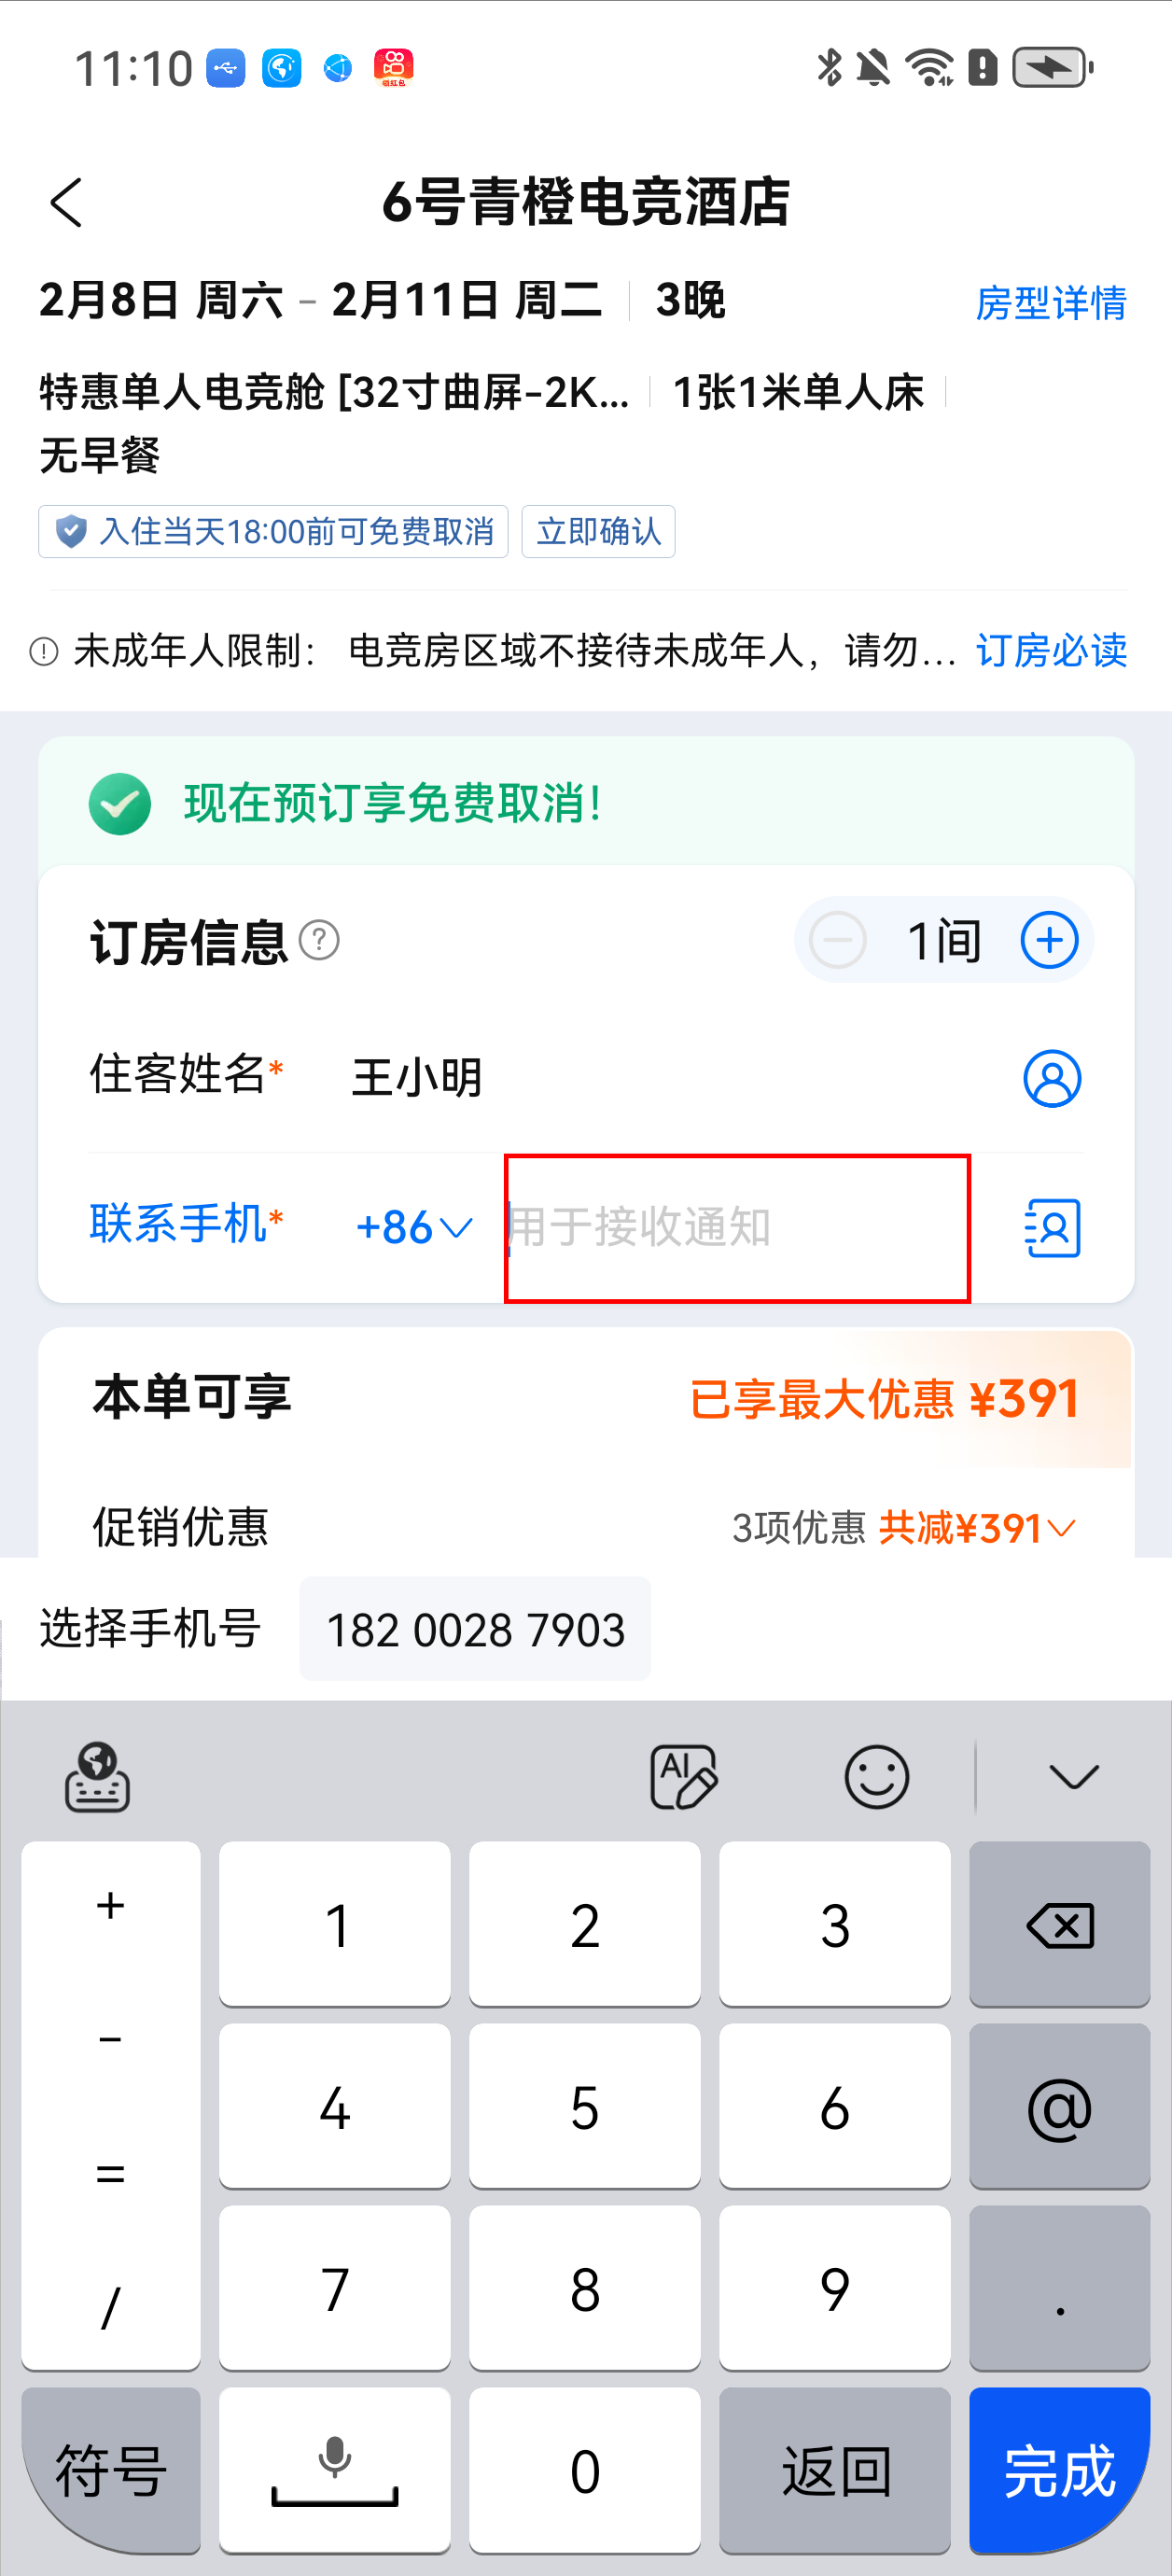 11:10
领红包
6号青橙电竞酒店
2月8日 周六 - 2月11日 周二 3晚 房型详情
特惠单人电竞舱 [32寸曲屏-2K... 1张1米单人床
无早餐
入住当天18:00前可免费取消 立即确认
未成年人限制： 电竞房区域不接待未成年人，请勿... 订房必读
现在预订享免费取消！
订房信息 ? 1间
住客姓名* 王小明
联系手机* +86 用于接收通知
本单可享 已享最大优惠 ¥391
促销优惠 3项优惠 共减¥391
选择手机号 182 0028 7903
AI
+ 1 2 3
- 4 5 6 @
=
7 8 9 .
/
符号 0 返回 完成